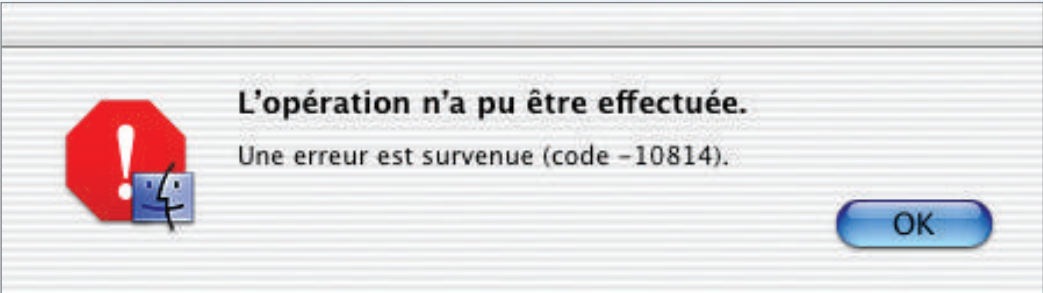 L'opération n'a pu être effectuée.
Une erreur est survenue (code –10814).
OK